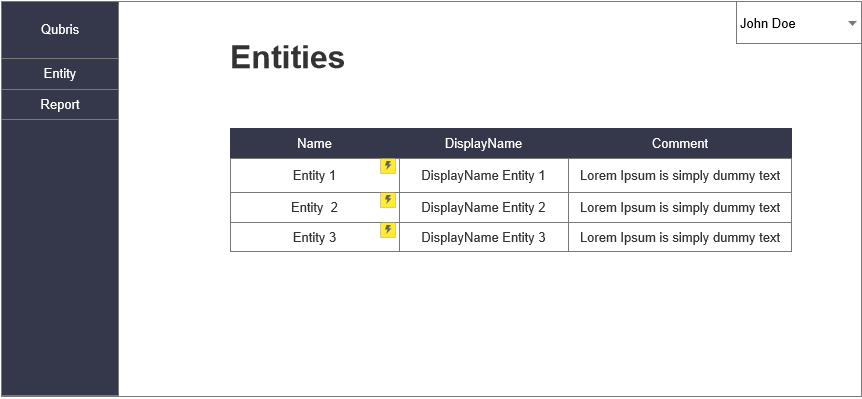 Qubris
Entity
Report
John Doe
Entities
Name DisplayName Comment
Entity 1 DisplayName Entity 1 Lorem Ipsum is simply dummy text
Entity  2 DisplayName Entity 2 Lorem Ipsum is simply dummy text
Entity 3 DisplayName Entity 3 Lorem Ipsum is simply dummy text